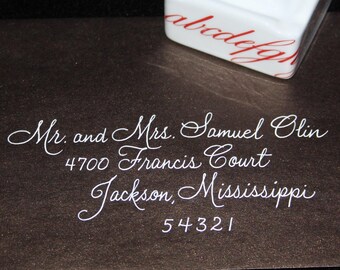 abcdefgh
Mr. and Mrs. Samuel Olin
4700 Francis Court
Jackson, Mississippi
54321